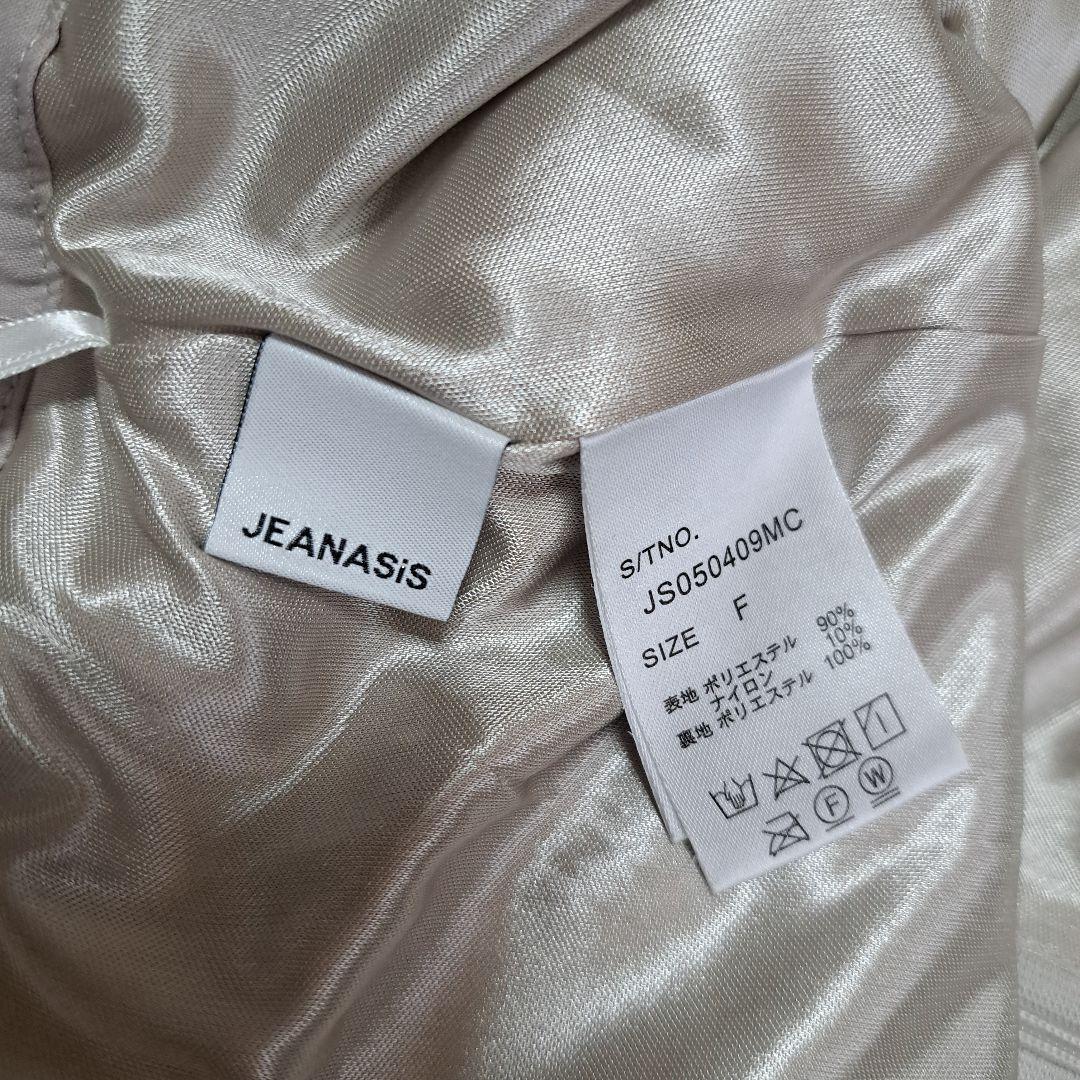 JEANASiS
S/TNO.
JS050409MC
SIZE F
表地 ポリエステル 90%
ナイロン 10%
裏地 ポリエステル 100%
F W